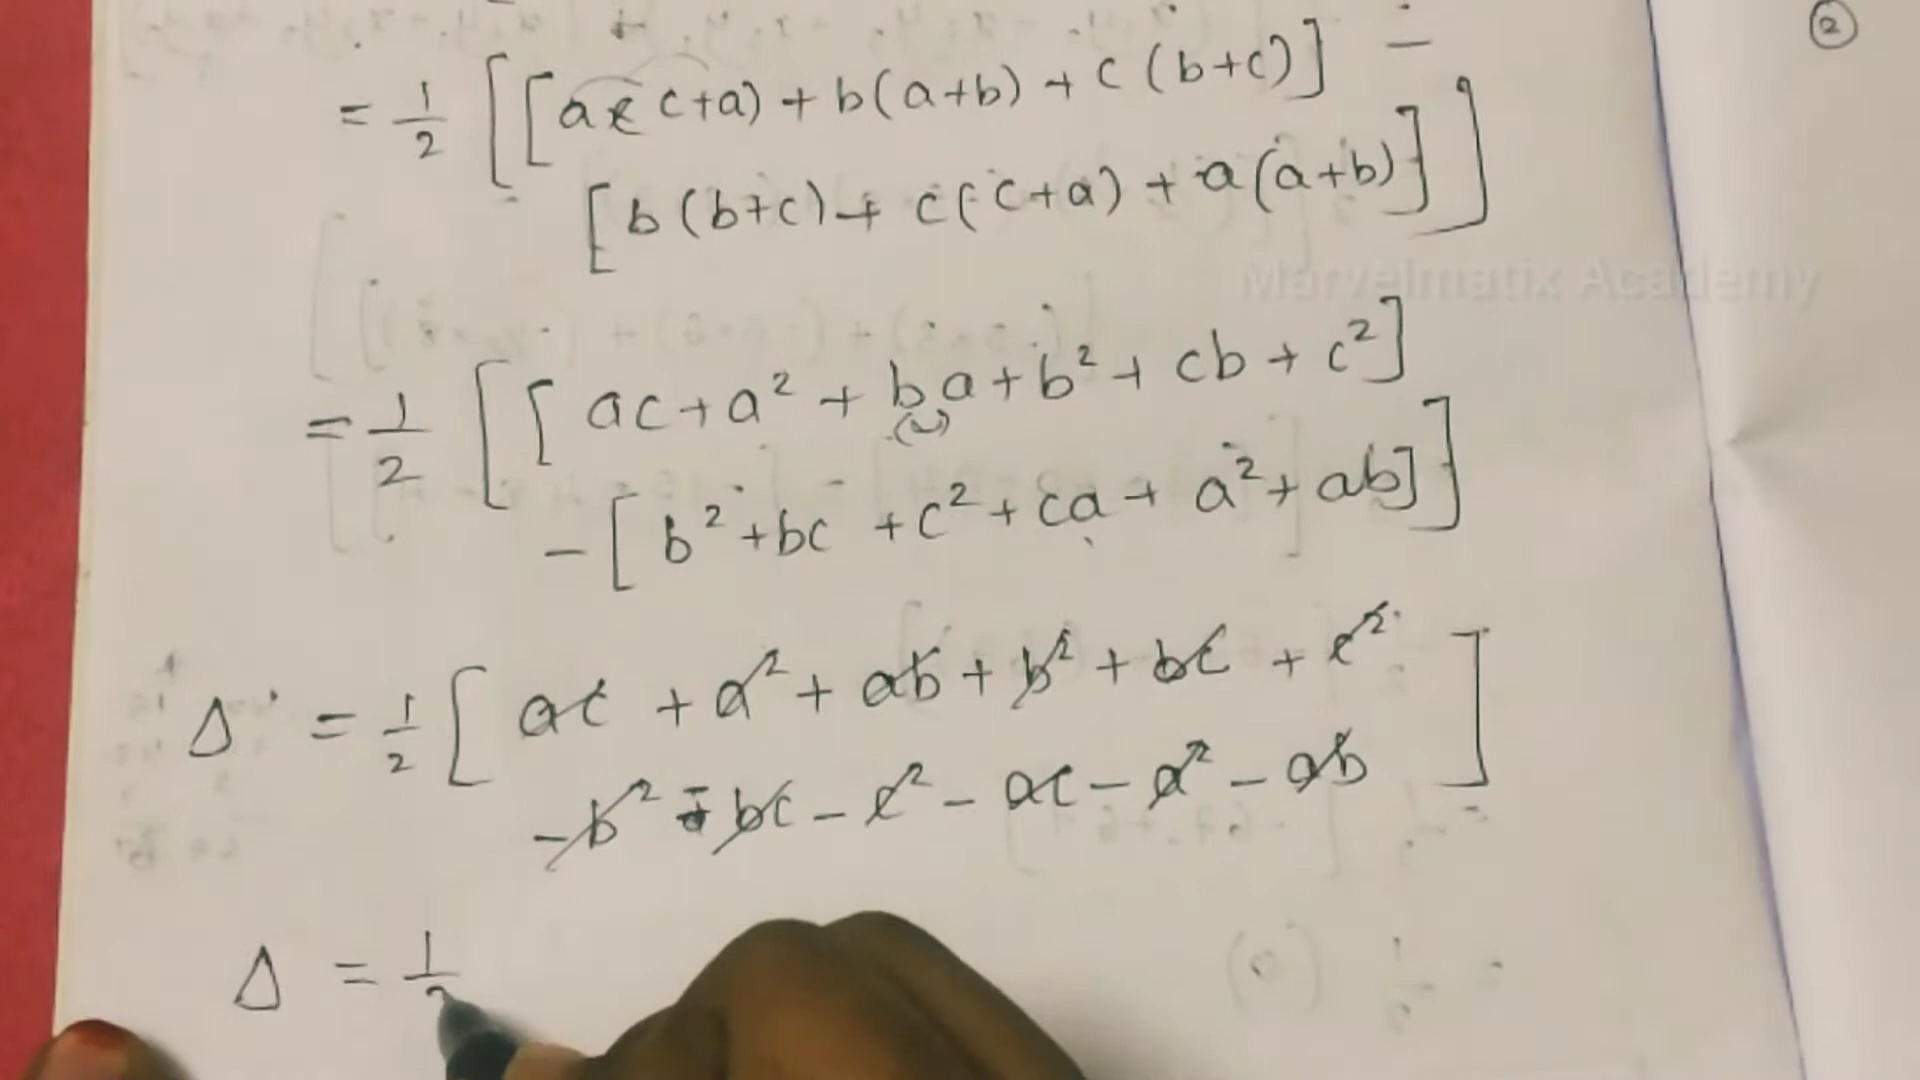 ②
= 1/2 [[a(c+a) + b(a+b) + c(b+c)] -
[b(b+c) + c(c+a) + a(a+b)]]
Marvelmatix Academy
= 1/2 [[ac+a² + ba+b²+ cb + c²]
- [b²+bc +c²+ca+ a²+ab]]
Δ = 1/2 [ac + a² + ab + b² + bc + c²
-b² - bc - c² - ac - a² - ab]
Δ = 1/2